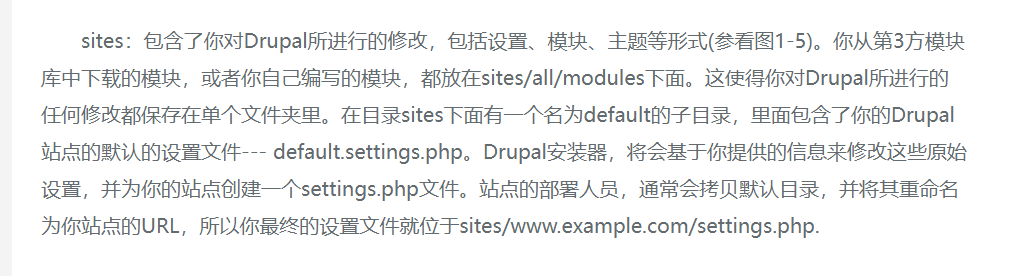 sites：包含了你对Drupal所进行的修改，包括设置、模块、主题等形式(参看图1-5)。你从第3方模块
库中下载的模块，或者你自己编写的模块，都放在sites/all/modules下面。这使得你对Drupal所进行的
任何修改都保存在单个文件夹里。在目录sites下面有一个名为default的子目录，里面包含了你的Drupal
站点的默认的设置文件--- default.settings.php。Drupal安装器，将会基于你提供的信息来修改这些原始
设置，并为你的站点创建一个settings.php文件。站点的部署人员，通常会拷贝默认目录，并将其重命名
为你站点的URL，所以你最终的设置文件就位于sites/www.example.com/settings.php.